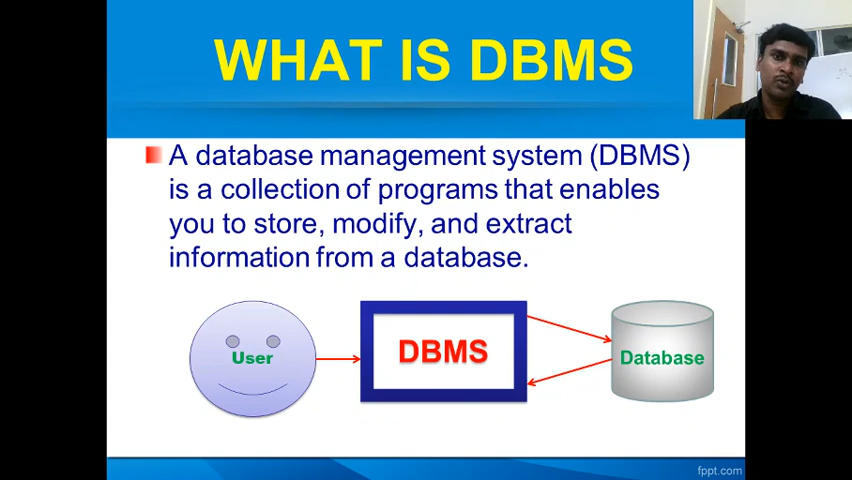 WHAT IS DBMS
A database management system (DBMS)
is a collection of programs that enables
you to store, modify, and extract
information from a database.
User
DBMS
Database
fppt.com